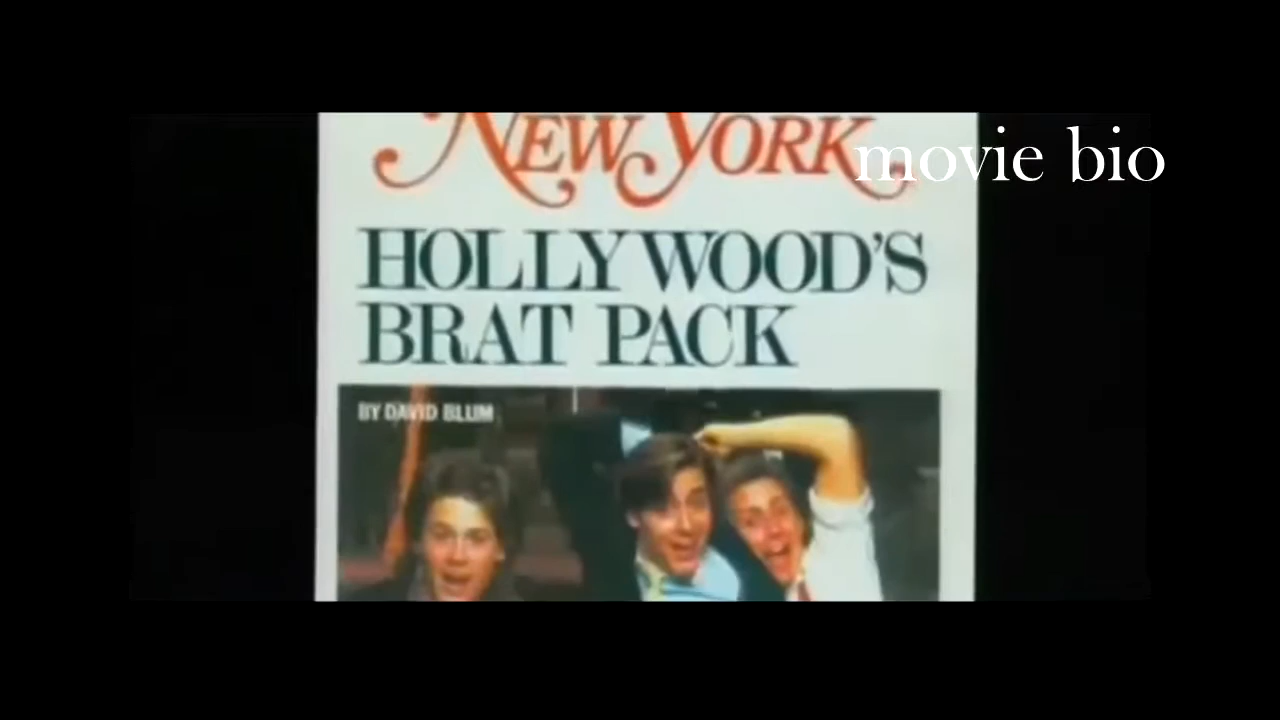 NEW YORK
movie bio
HOLLYWOOD'S
BRAT PACK
BY DAVID BLUM